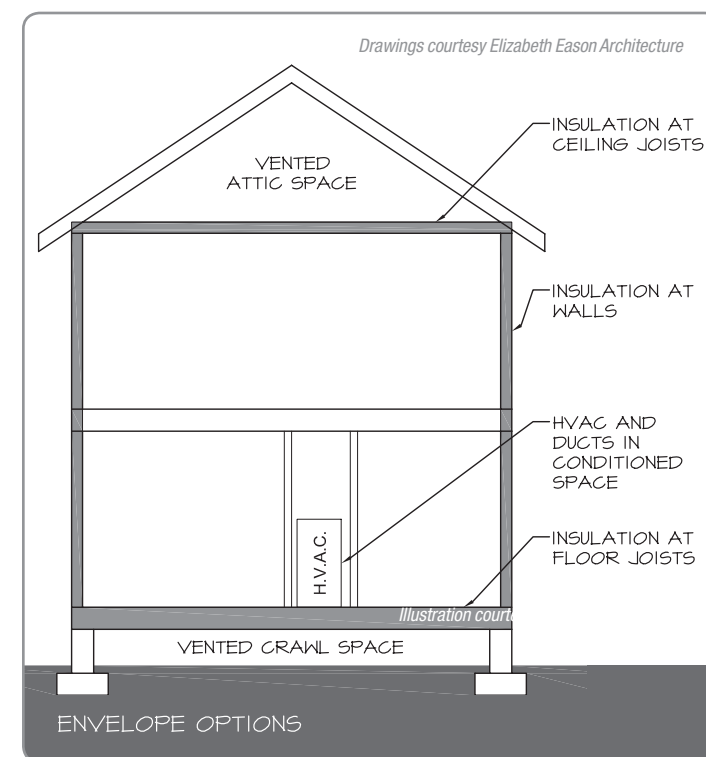 Drawings courtesy Elizabeth Eason Architecture
VENTED
ATTIC SPACE
INSULATION AT
CEILING JOISTS
INSULATION AT
WALLS
HVAC AND
DUCTS IN
CONDITIONED
SPACE
H.V.A.C.
INSULATION AT
FLOOR JOISTS
Illustration
VENTED CRAWL SPACE
ENVELOPE OPTIONS